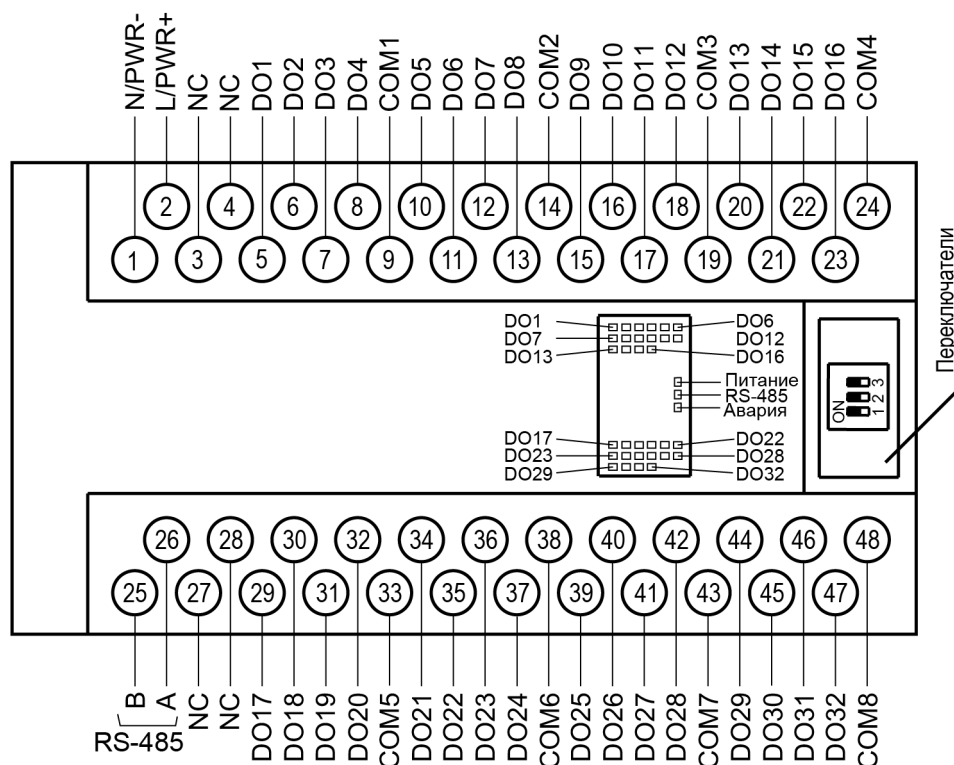 N/PWR-
L/PWR+
NC
NC
DO1
DO2
DO3
DO4
COM1
DO5
DO6
DO7
DO8
COM2
DO9
DO10
DO11
DO12
COM3
DO13
DO14
DO15
DO16
COM4
2 4 6 8 10 12 14 16 18 20 22 24
1 3 5 7 9 11 13 15 17 19 21 23
DO1 DO6
DO7 DO12
DO13 DO16
Питание
RS-485
Авария
DO17 DO22
DO23 DO28
DO29 DO32
ON
1 2 3
Переключатели
26 28 30 32 34 36 38 40 42 44 46 48
25 27 29 31 33 35 37 39 41 43 45 47
B
A
RS-485
NC
NC
DO17
DO18
DO19
DO20
COM5
DO21
DO22
DO23
DO24
COM6
DO25
DO26
DO27
DO28
COM7
DO29
DO30
DO31
DO32
COM8